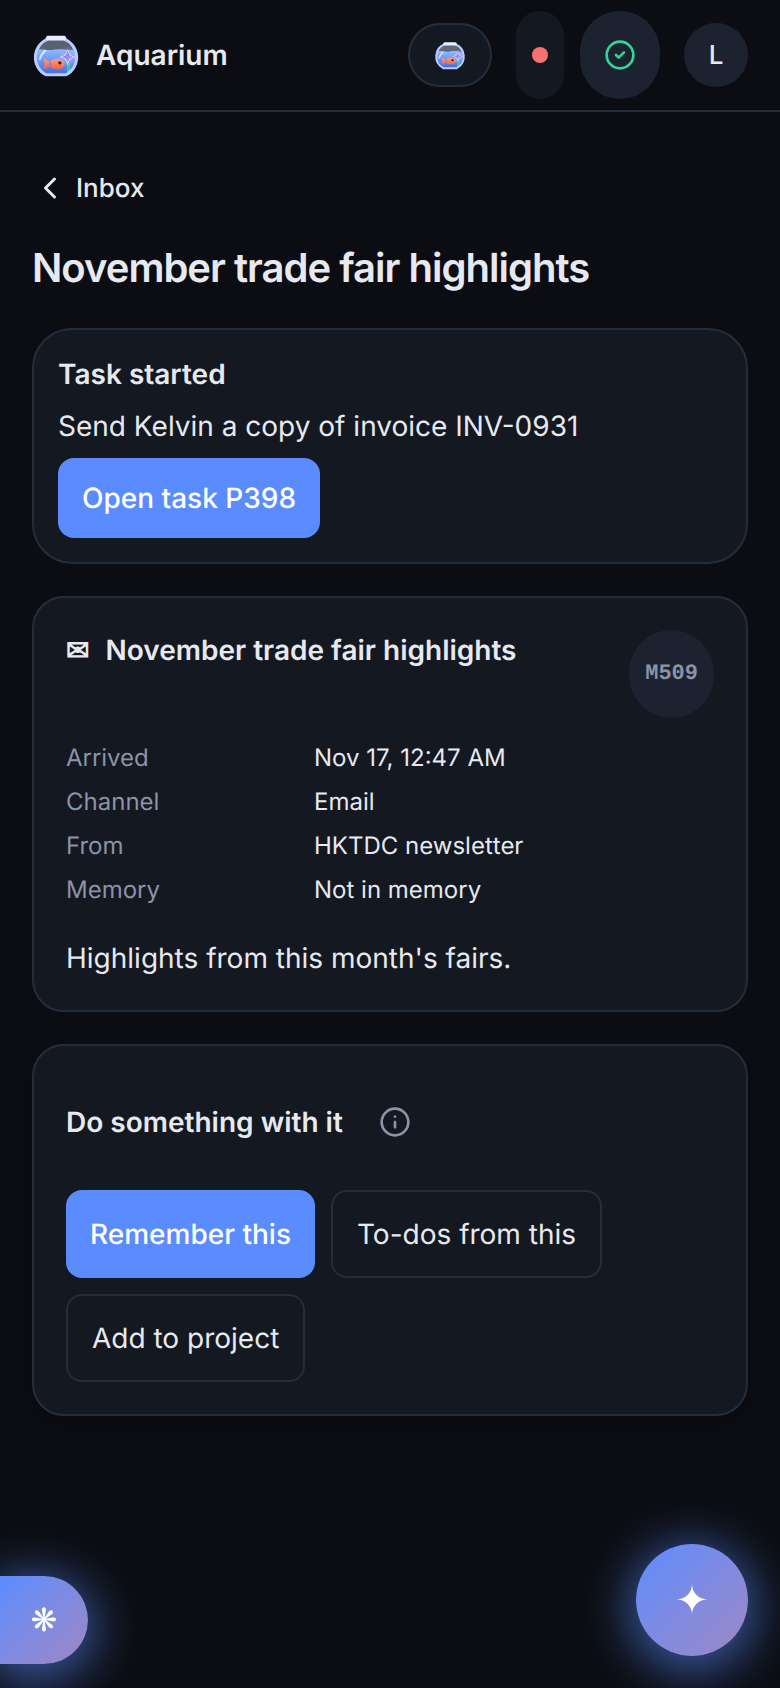 Aquarium
L
Inbox
November trade fair highlights
Task started
Send Kelvin a copy of invoice INV-0931
Open task P398
November trade fair highlights
M509
Arrived Nov 17, 12:47 AM
Channel Email
From HKTDC newsletter
Memory Not in memory
Highlights from this month's fairs.
Do something with it
Remember this
To-dos from this
Add to project